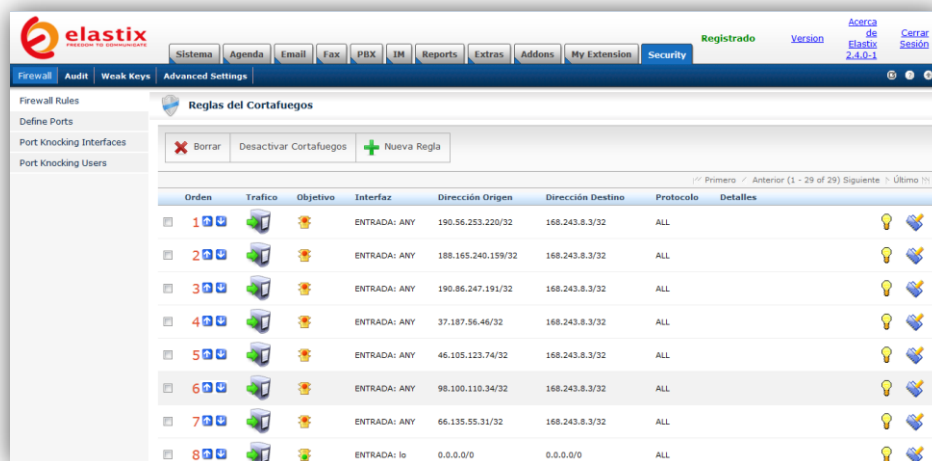 elastix
FREEDOM TO COMMUNICATE
Sistema Agenda Email Fax PBX IM Reports Extras Addons My Extension Security
Registrado
Version
Acerca
de
Elastix
2.4.0-1
Cerrar
Sesión
Firewall Audit Weak Keys Advanced Settings
Firewall Rules
Define Ports
Port Knocking Interfaces
Port Knocking Users
Reglas del Cortafuegos
Borrar Desactivar Cortafuegos Nueva Regla
Primero Anterior (1 - 29 of 29) Siguiente Último
Orden Trafico Objetivo Interfaz Dirección Origen Dirección Destino Protocolo Detalles
1 ENTRADA: ANY 190.56.253.220/32 168.243.8.3/32 ALL
2 ENTRADA: ANY 188.165.240.159/32 168.243.8.3/32 ALL
3 ENTRADA: ANY 190.86.247.191/32 168.243.8.3/32 ALL
4 ENTRADA: ANY 37.187.56.46/32 168.243.8.3/32 ALL
5 ENTRADA: ANY 46.105.123.74/32 168.243.8.3/32 ALL
6 ENTRADA: ANY 98.100.110.34/32 168.243.8.3/32 ALL
7 ENTRADA: ANY 66.135.55.31/32 168.243.8.3/32 ALL
8 ENTRADA: lo 0.0.0.0/0 0.0.0.0/0 ALL